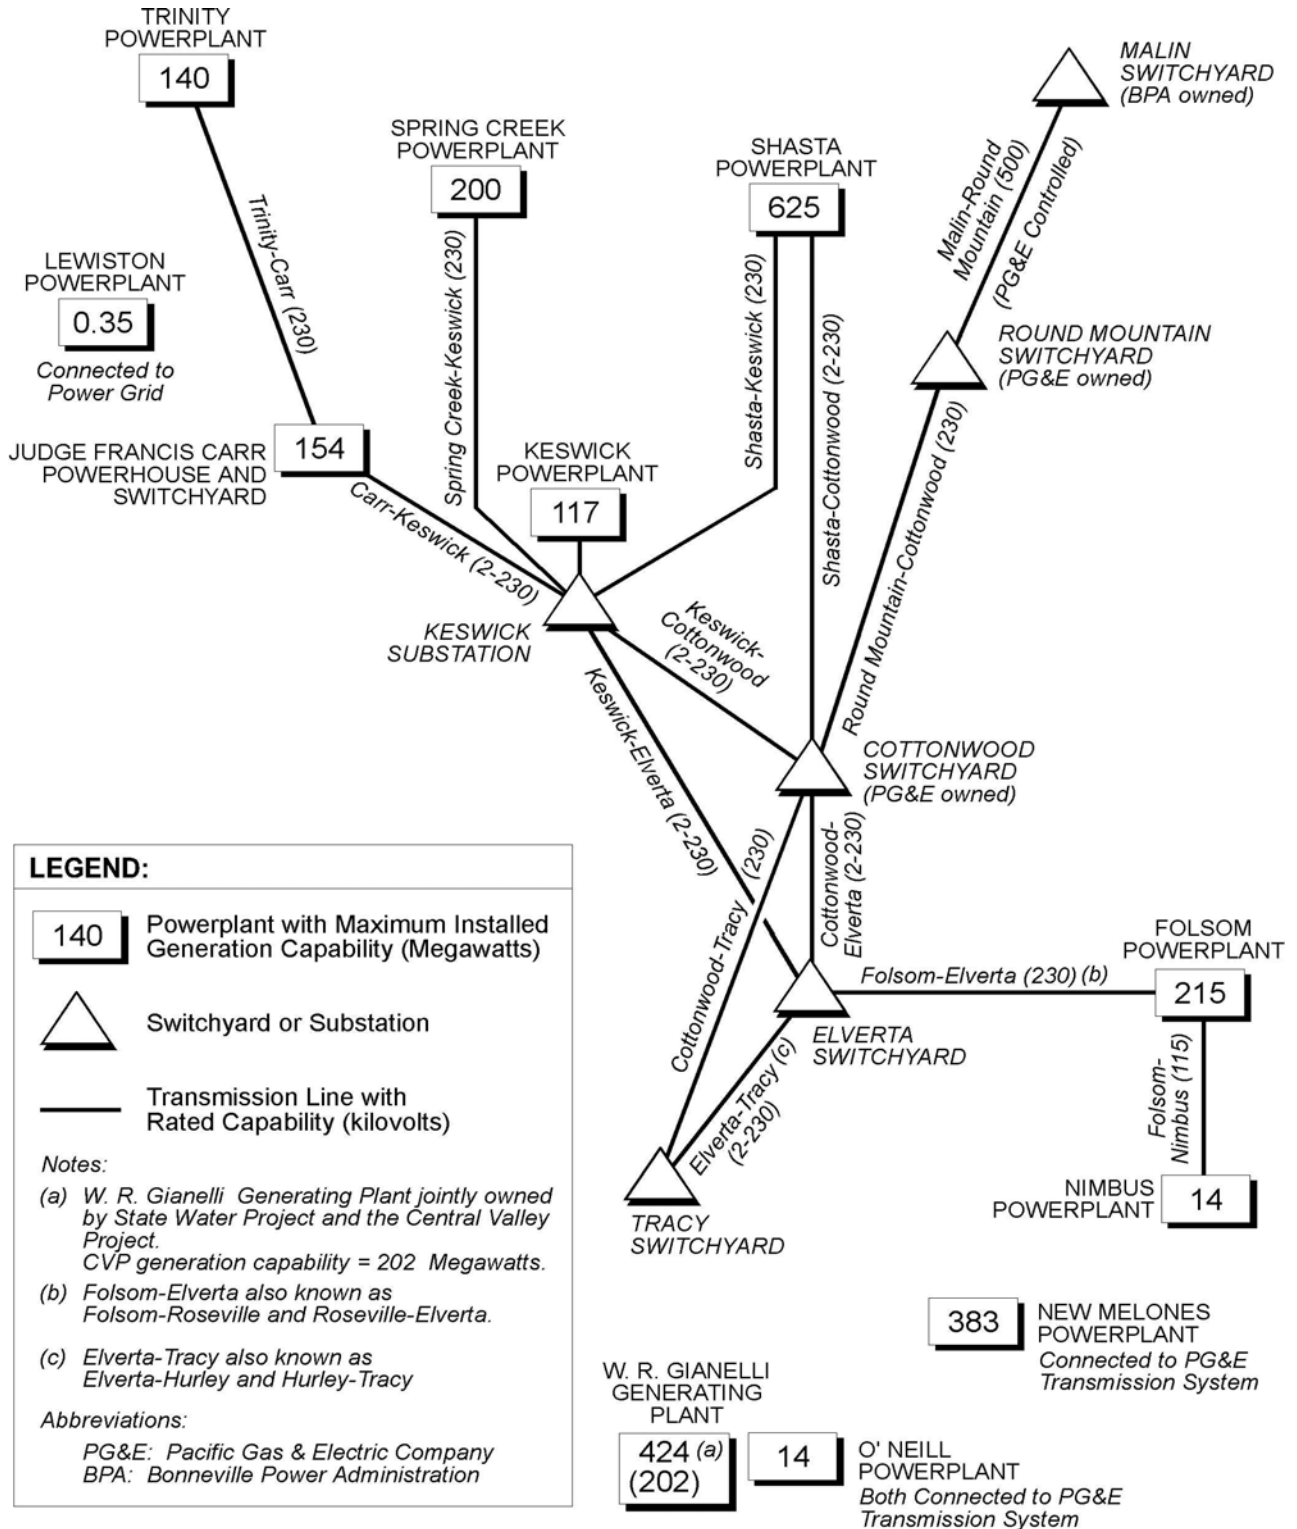 TRINITY
POWERPLANT
140
SPRING CREEK
POWERPLANT
200
SHASTA
POWERPLANT
625
MALIN
SWITCHYARD
(BPA owned)
Malin-Round
Mountain (500)
(PG&E Controlled)
Trinity-Carr (230)
LEWISTON
POWERPLANT
0.35
Connected to
Power Grid
Spring Creek-Keswick (230)
Shasta-Keswick (230)
Shasta-Cottonwood (2-230)
ROUND MOUNTAIN
SWITCHYARD
(PG&E owned)
JUDGE FRANCIS CARR
POWERHOUSE AND
SWITCHYARD
154
Carr-Keswick (2-230)
KESWICK
POWERPLANT
117
Round Mountain-Cottonwood (230)
KESWICK
SUBSTATION
Keswick-
Cottonwood
(2-230)
Keswick-Elverta (2-230)
COTTONWOOD
SWITCHYARD
(PG&E owned)
Cottonwood-Tracy (230)
Cottonwood-
Elverta (2-230)
FOLSOM
POWERPLANT
215
Folsom-Elverta (230) (b)
ELVERTA
SWITCHYARD
Elverta-Tracy (c)
(2-230)
Folsom-
Nimbus (115)
TRACY
SWITCHYARD
NIMBUS
POWERPLANT
14
383
NEW MELONES
POWERPLANT
Connected to PG&E
Transmission System
W. R. GIANELLI
GENERATING
PLANT
424 (a)
(202)
14
O' NEILL
POWERPLANT
Both Connected to PG&E
Transmission System
LEGEND:
140
Powerplant with Maximum Installed
Generation Capability (Megawatts)
Switchyard or Substation
Transmission Line with
Rated Capability (kilovolts)
Notes:
(a) W. R. Gianelli Generating Plant jointly owned
by State Water Project and the Central Valley
Project.
CVP generation capability = 202 Megawatts.
(b) Folsom-Elverta also known as
Folsom-Roseville and Roseville-Elverta.
(c) Elverta-Tracy also known as
Elverta-Hurley and Hurley-Tracy
Abbreviations:
PG&E: Pacific Gas & Electric Company
BPA: Bonneville Power Administration